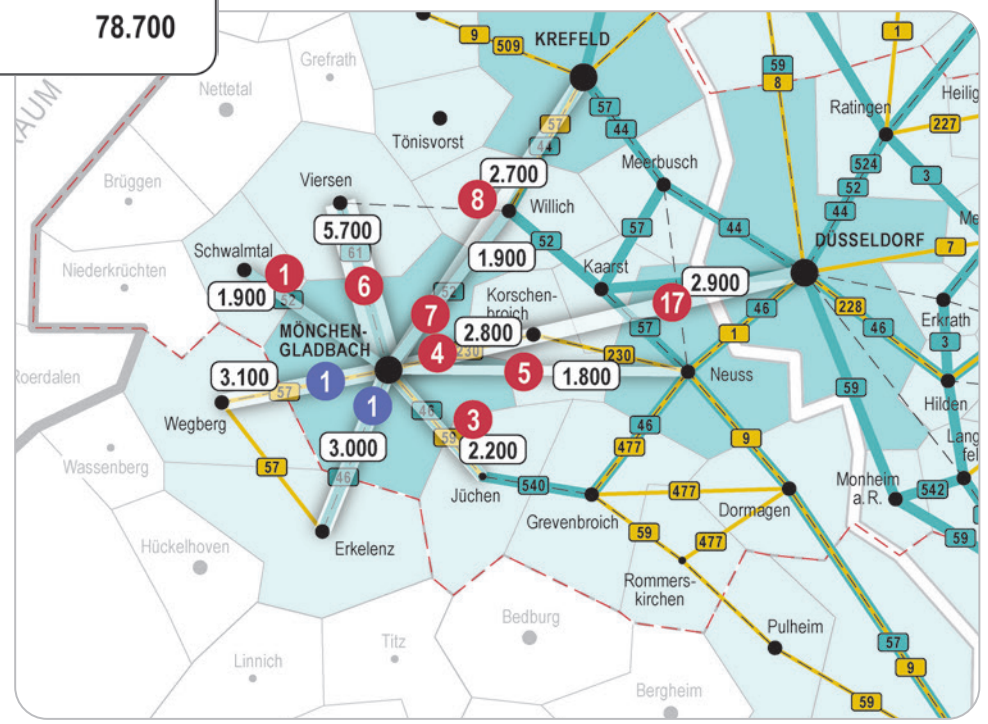 78.700
RAUM
Grefrath
Nettetal
Tönisvorst
KREFELD
9
509
57
44
57
44
59
8
1
Ratingen
Heilig
227
524
3
52
44
Me
Brüggen
Viersen
2.700
8
Willich
Meerbusch
5.700
61
Schwalmtal
1
1.900
52
Niederkrüchten
6
1.900
52
52
Kaarst
57
44
DÜSSELDORF
7
2.900
17
46
228
46
Erkrath
3
MÖNCHEN-
GLADBACH
7
Korschen-
broich
2.800
4
230
230
57
1
5
1.800
Neuss
Roerdalen
3.100
1
57
Wegberg
1
46
59
3
2.200
3.000
46
46
477
9
59
Hilden
Lang
fel
Wassenberg
57
Jüchen
540
477
Grevenbroich
Dormagen
Monheim
a.R.
542
59
Hückelhoven
Erkelenz
59
477
Rommers-
kirchen
Bedburg
Titz
Linnich
Pulheim
57
9
Bergheim
59